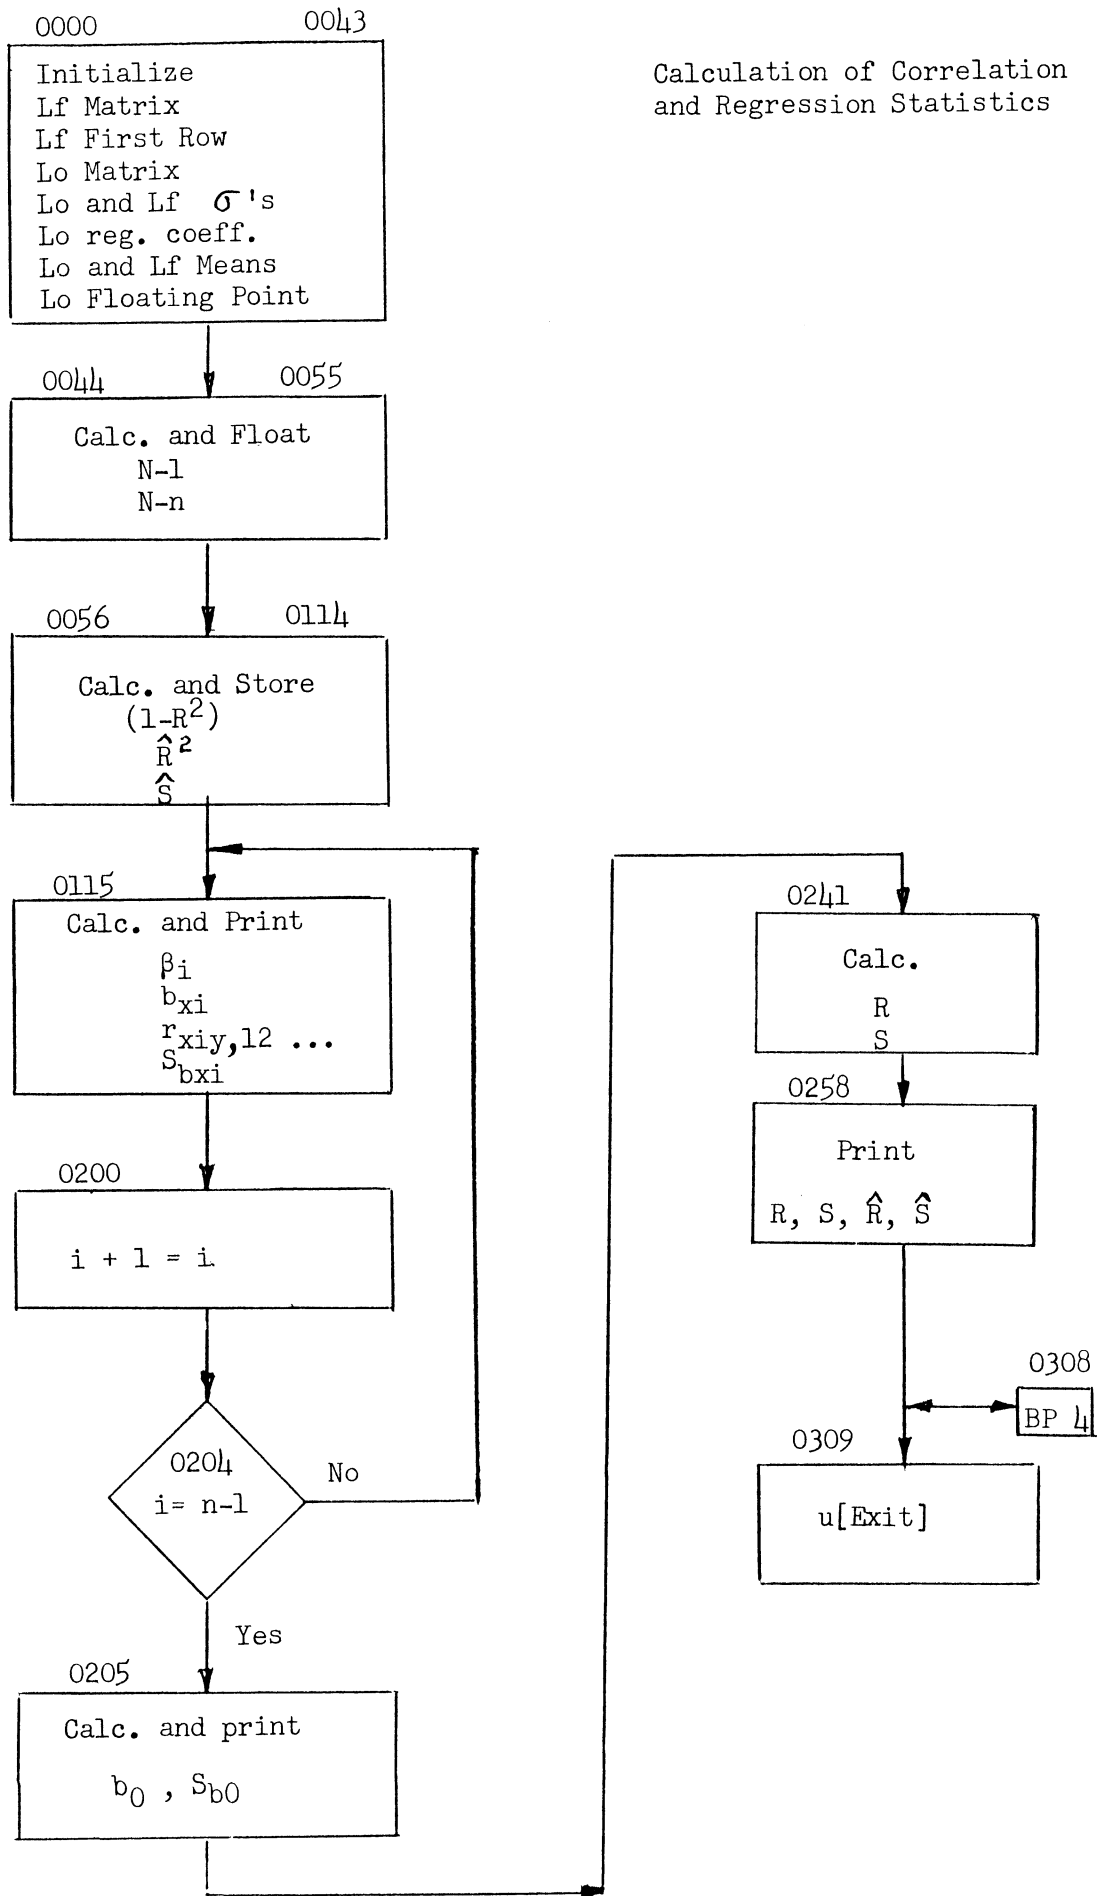 0000 0043
Initialize
Lf Matrix
Lf First Row
Lo Matrix
Lo and Lf σ's
Lo reg. coeff.
Lo and Lf Means
Lo Floating Point
Calculation of Correlation
and Regression Statistics
0044 0055
Calc. and Float
N-1
N-n
0056 0114
Calc. and Store
(1-R²)
R̂²
Ŝ
0115
Calc. and Print
βi
bxi
rxiy,12 ...
Sbxi
0200
i + 1 = i
0204
i= n-1
No
Yes
0205
Calc. and print
b0 , Sb0
0241
Calc.
R
S
0258
Print
R, S, R̂, Ŝ
0308
BP 4
0309
u[Exit]